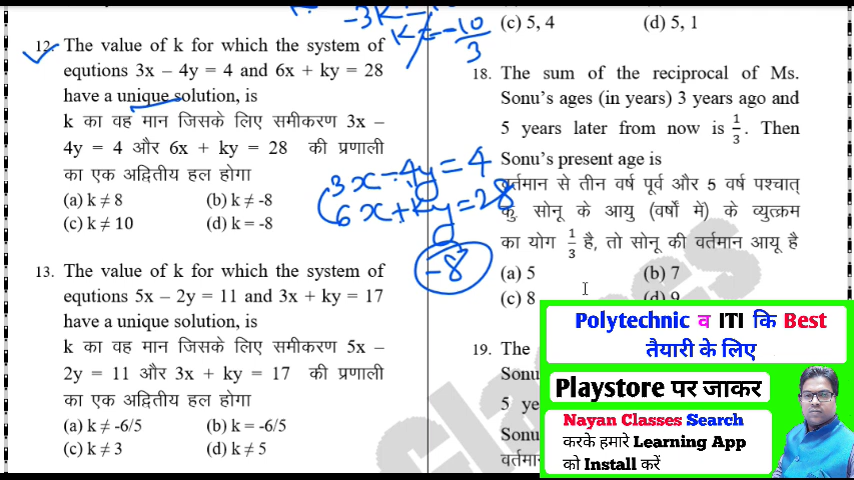 -3k
k = -10/3
12. The value of k for which the system of
equtions 3x – 4y = 4 and 6x + ky = 28
have a unique solution, is
k का वह मान जिसके लिए समीकरण 3x –
4y = 4 और 6x + ky = 28 की प्रणाली
का एक अद्वितीय हल होगा
(a) k ≠ 8 (b) k ≠ -8
(c) k ≠ 10 (d) k = -8
13. The value of k for which the system of
equtions 5x – 2y = 11 and 3x + ky = 17
have a unique solution, is
k का वह मान जिसके लिए समीकरण 5x –
2y = 11 और 3x + ky = 17 की प्रणाली
का एक अद्वितीय हल होगा
(a) k ≠ -6/5 (b) k = -6/5
(c) k ≠ 3 (d) k ≠ 5
3x - 4y = 4
6x + ky = 28
-8
(c) 5, 4 (d) 5, 1
18. The sum of the reciprocal of Ms.
Sonu's ages (in years) 3 years ago and
5 years later from now is 1/3. Then
Sonu's present age is
वर्तमान से तीन वर्ष पूर्व और 5 वर्ष पश्चात्
कु. सोनू के आयु (वर्षो में) के व्युत्क्रम
का योग 1/3 है, तो सोनू की वर्तमान आयू है
(a) 5 (b) 7
(c) 8 (d) 9
19. The
Sonu
5 ye
Sonu
वर्तमान
Polytechnic व ITI कि Best
तैयारी के लिए
Playstore पर जाकर
Nayan Classes Search
करके हमारे Learning App
को Install करें